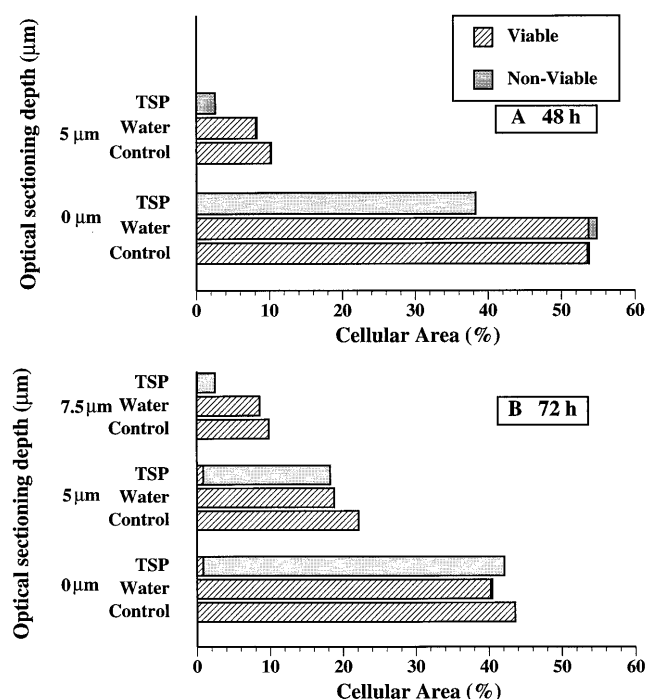 Viable
Non-Viable
A 48 h
Optical sectioning depth (μm)
5 μm
TSP
Water
Control
0 μm
TSP
Water
Control
0 10 20 30 40 50 60
Cellular Area (%)
B 72 h
Optical sectioning depth (μm)
7.5 μm
TSP
Water
Control
5 μm
TSP
Water
Control
0 μm
TSP
Water
Control
0 10 20 30 40 50 60
Cellular Area (%)